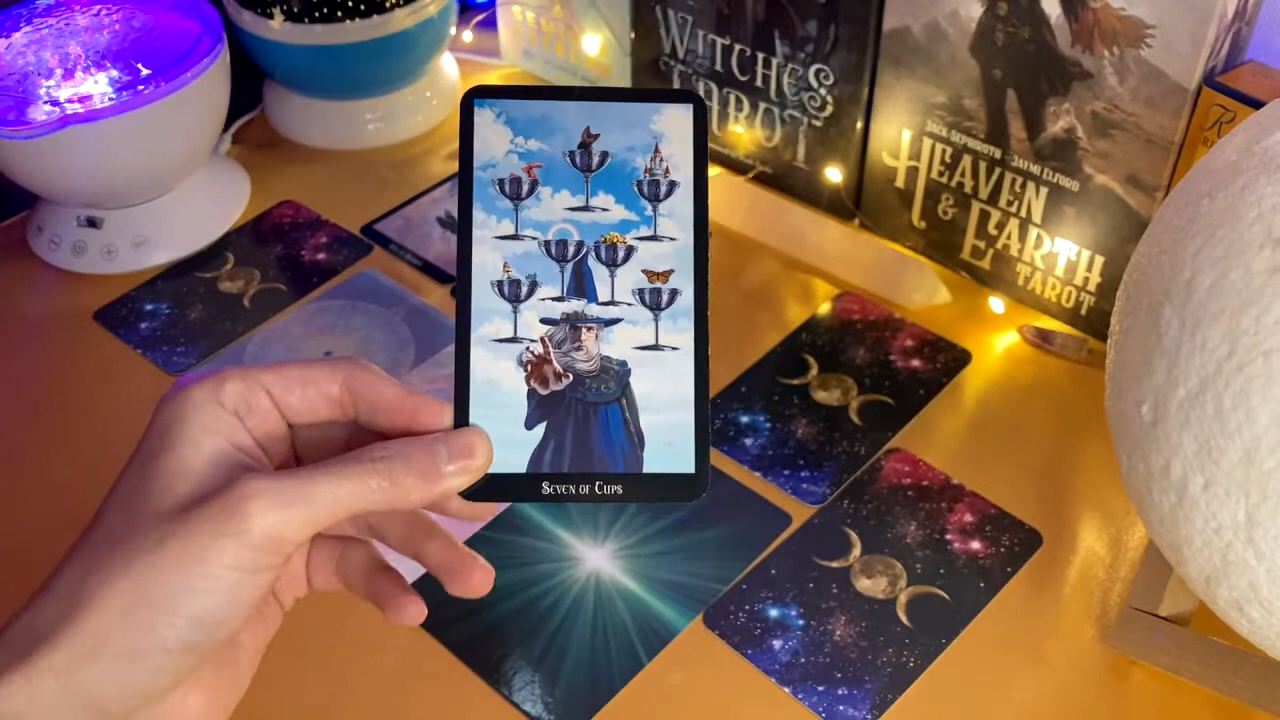 WITCHES
TAROT
JACK SEPHIROTH - JAYMI ELFORD
HEAVEN
& EARTH
TAROT
SEVEN OF CUPS